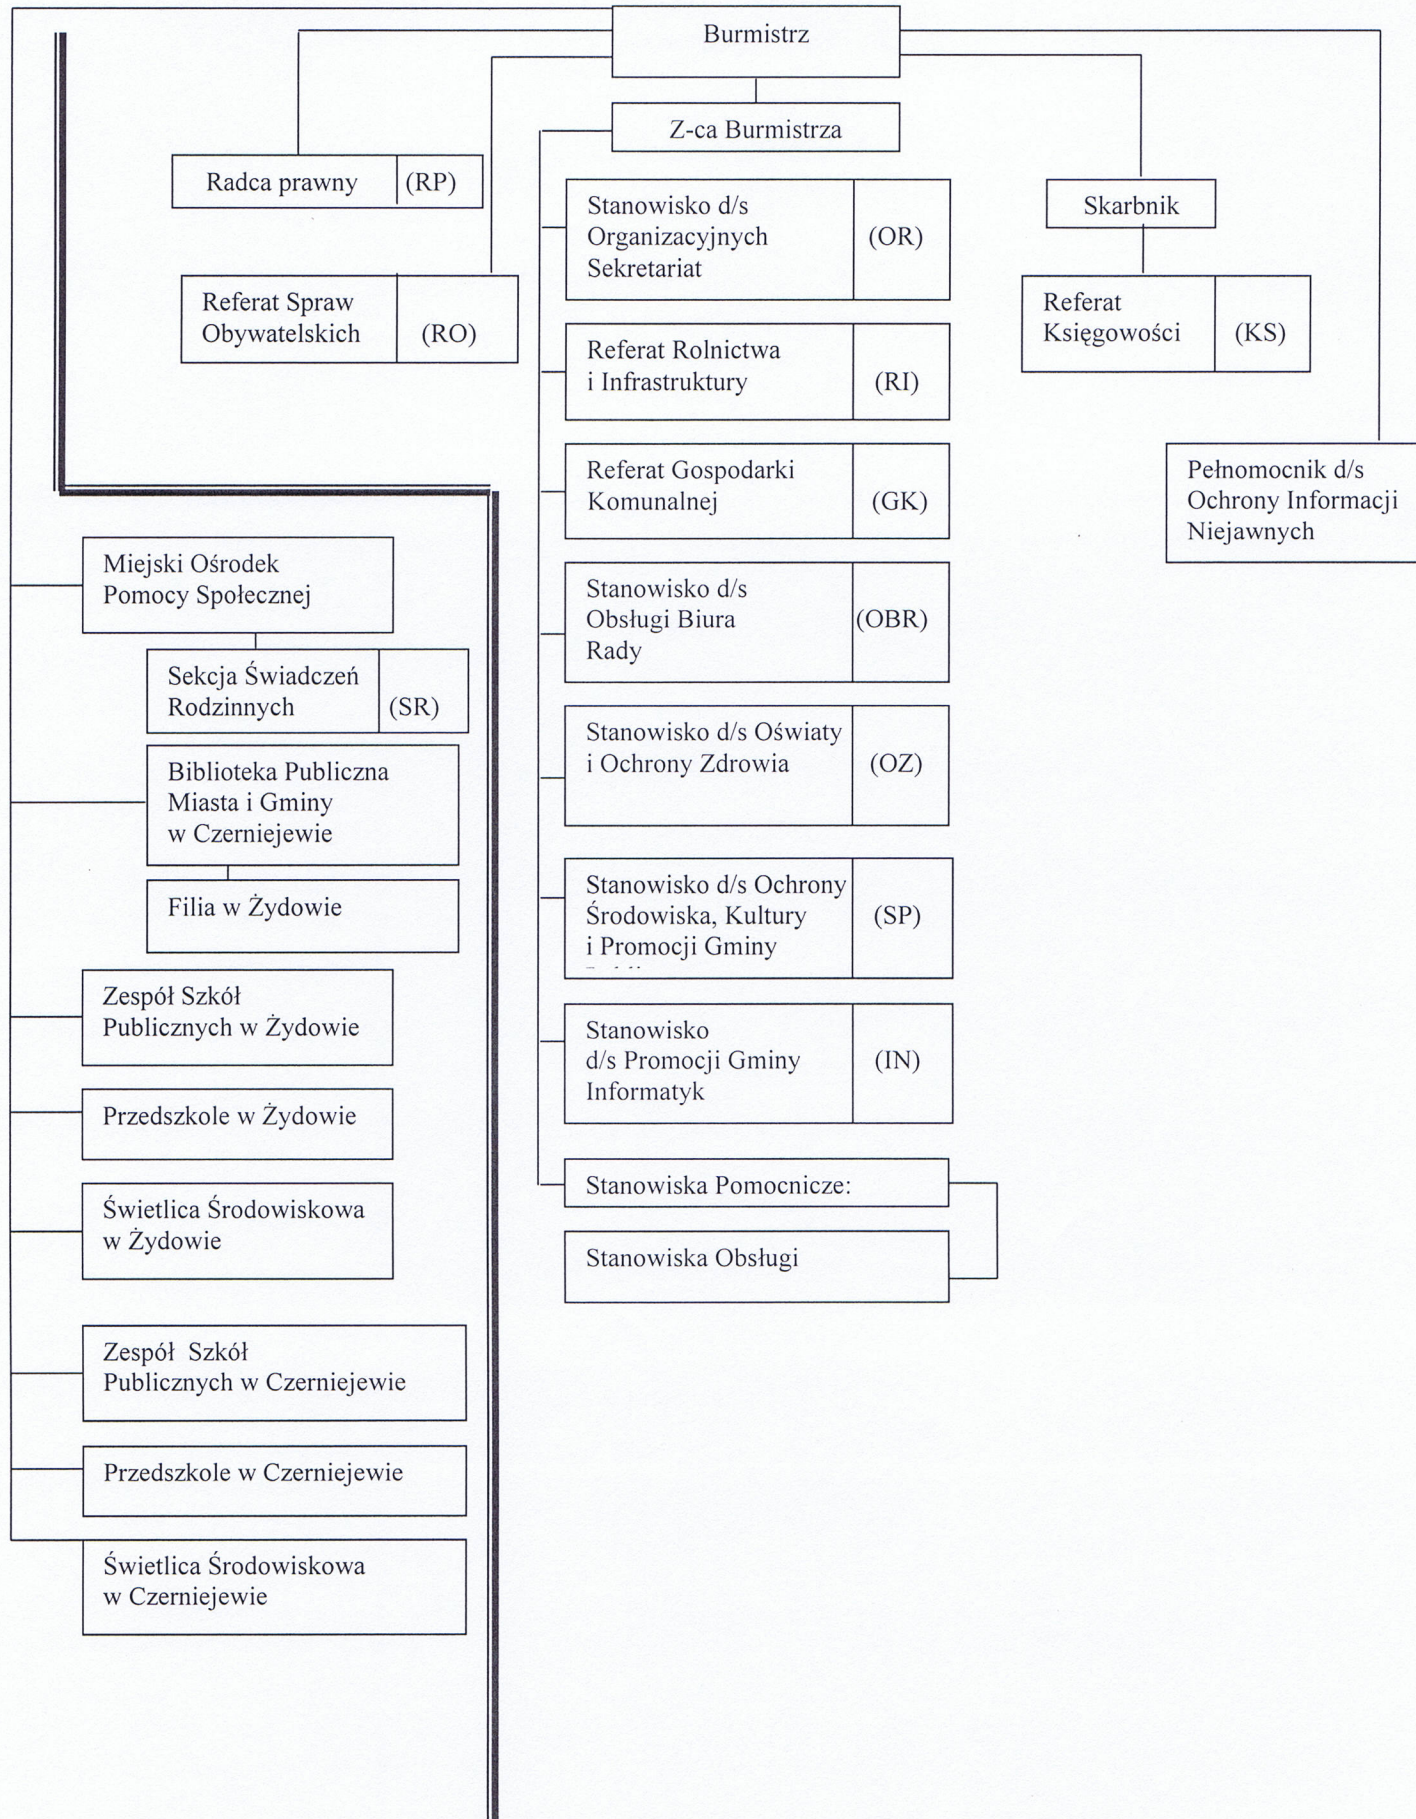 Burmistrz
Z-ca Burmistrza
Radca prawny (RP)
Referat Spraw
Obywatelskich (RO)
Stanowisko d/s
Organizacyjnych (OR)
Sekretariat
Referat Rolnictwa
i Infrastruktury (RI)
Referat Gospodarki
Komunalnej (GK)
Stanowisko d/s
Obsługi Biura (OBR)
Rady
Stanowisko d/s Oświaty
i Ochrony Zdrowia (OZ)
Stanowisko d/s Ochrony
Środowiska, Kultury (SP)
i Promocji Gminy
Stanowisko
d/s Promocji Gminy (IN)
Informatyk
Stanowiska Pomocnicze:
Stanowiska Obsługi
Skarbnik
Referat
Księgowości (KS)
Pełnomocnik d/s
Ochrony Informacji
Niejawnych
Miejski Ośrodek
Pomocy Społecznej
Sekcja Świadczeń
Rodzinnych (SR)
Biblioteka Publiczna
Miasta i Gminy
w Czerniejewie
Filia w Żydowie
Zespół Szkół
Publicznych w Żydowie
Przedszkole w Żydowie
Świetlica Środowiskowa
w Żydowie
Zespół  Szkół
Publicznych w Czerniejewie
Przedszkole w Czerniejewie
Świetlica Środowiskowa
w Czerniejewie